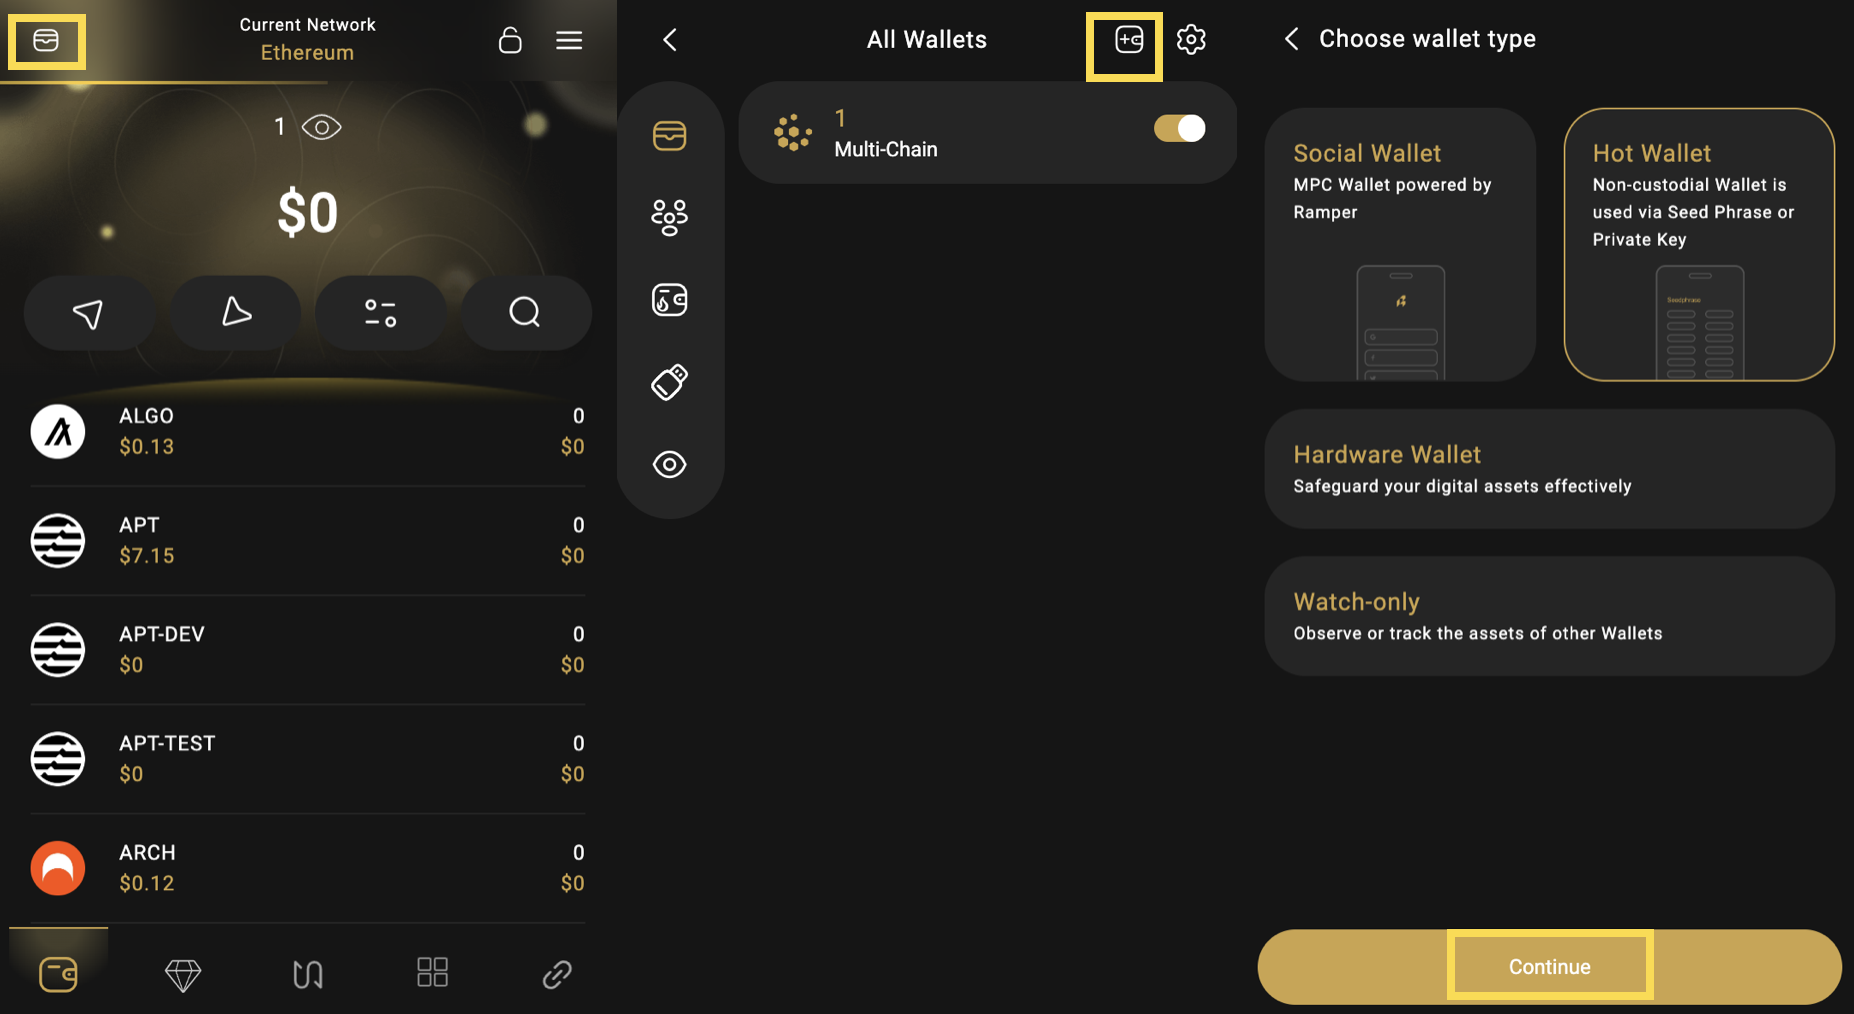 Current Network
Ethereum
1
$0
ALGO
0
$0.13
$0
APT
0
$7.15
$0
APT-DEV
0
$0
$0
APT-TEST
0
$0
$0
ARCH
0
$0.12
$0
All Wallets
1
Multi-Chain
Choose wallet type
Social Wallet
MPC Wallet powered by
Ramper
Hot Wallet
Non-custodial Wallet is
used via Seed Phrase or
Private Key
Seedphrase
Hardware Wallet
Safeguard your digital assets effectively
Watch-only
Observe or track the assets of other Wallets
Continue